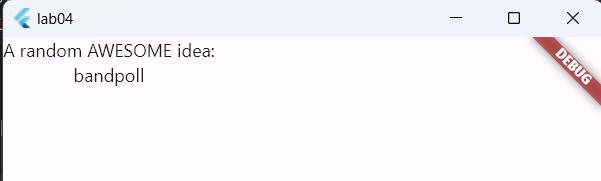 lab04
A random AWESOME idea:
bandpoll
DEBUG